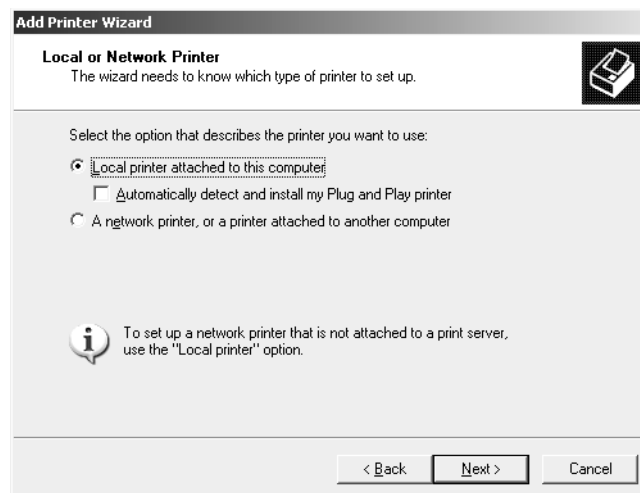 Add Printer Wizard
Local or Network Printer
The wizard needs to know which type of printer to set up.
Select the option that describes the printer you want to use:
Local printer attached to this computer
Automatically detect and install my Plug and Play printer
A network printer, or a printer attached to another computer
To set up a network printer that is not attached to a print server,
use the "Local printer" option.
< Back Next > Cancel